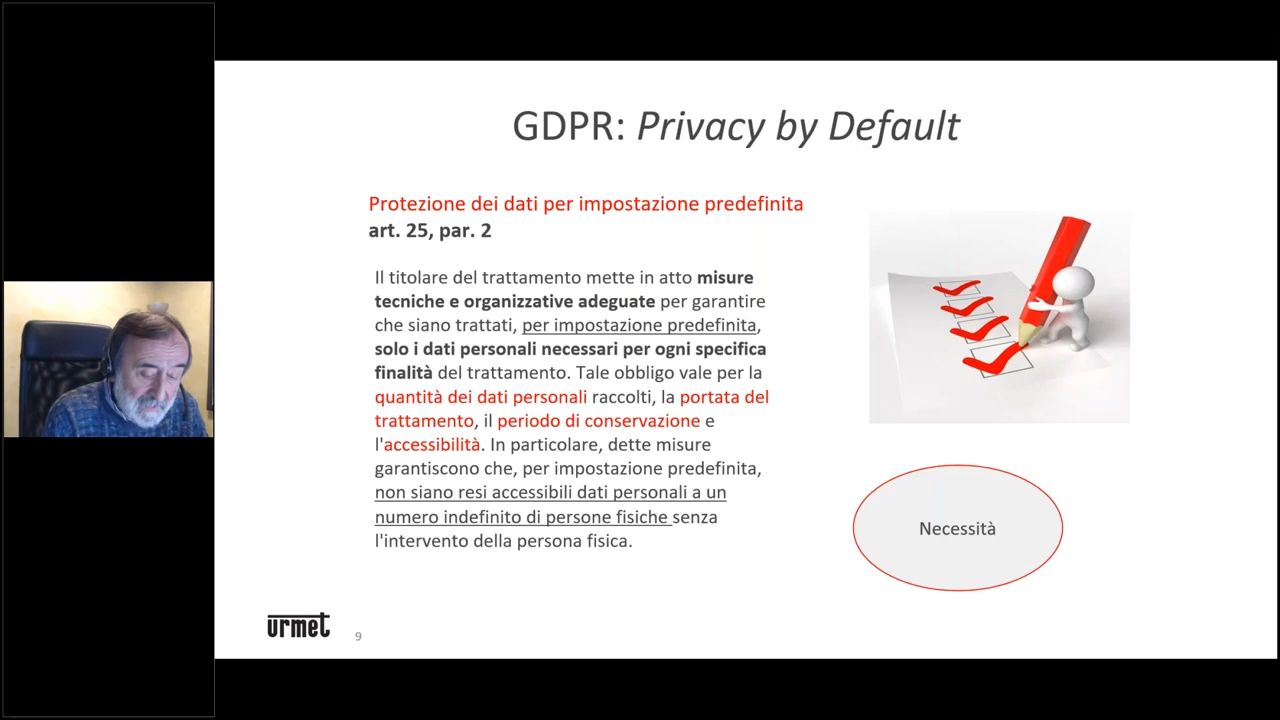 GDPR: Privacy by Default
Protezione dei dati per impostazione predefinita
art. 25, par. 2
Il titolare del trattamento mette in atto misure
tecniche e organizzative adeguate per garantire
che siano trattati, per impostazione predefinita,
solo i dati personali necessari per ogni specifica
finalità del trattamento. Tale obbligo vale per la
quantità dei dati personali raccolti, la portata del
trattamento, il periodo di conservazione e
l'accessibilità. In particolare, dette misure
garantiscono che, per impostazione predefinita,
non siano resi accessibili dati personali a un
numero indefinito di persone fisiche senza
l'intervento della persona fisica.
Necessità
urmet
9